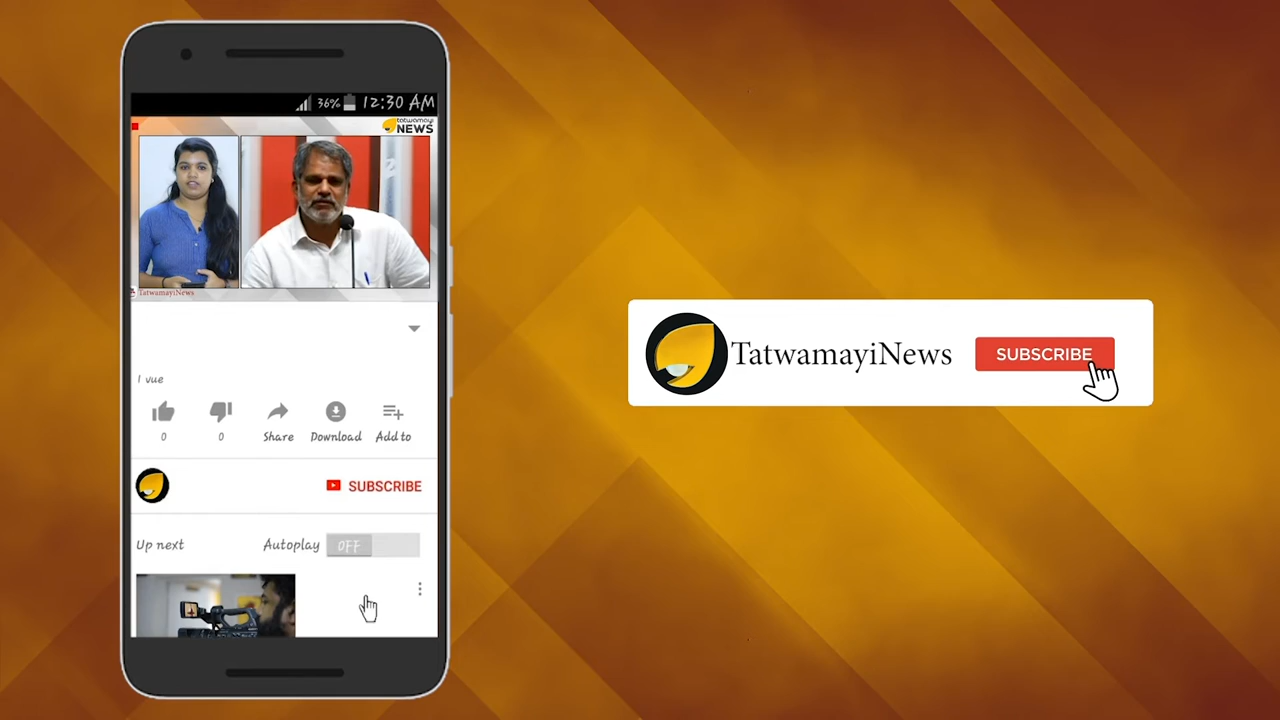 36% 12:30 AM
tatwamayi
NEWS
TatwamayiNews
1 vue
0
0
Share
Download
Add to
SUBSCRIBE
Up next
Autoplay
OFF
TatwamayiNews
SUBSCRIBE